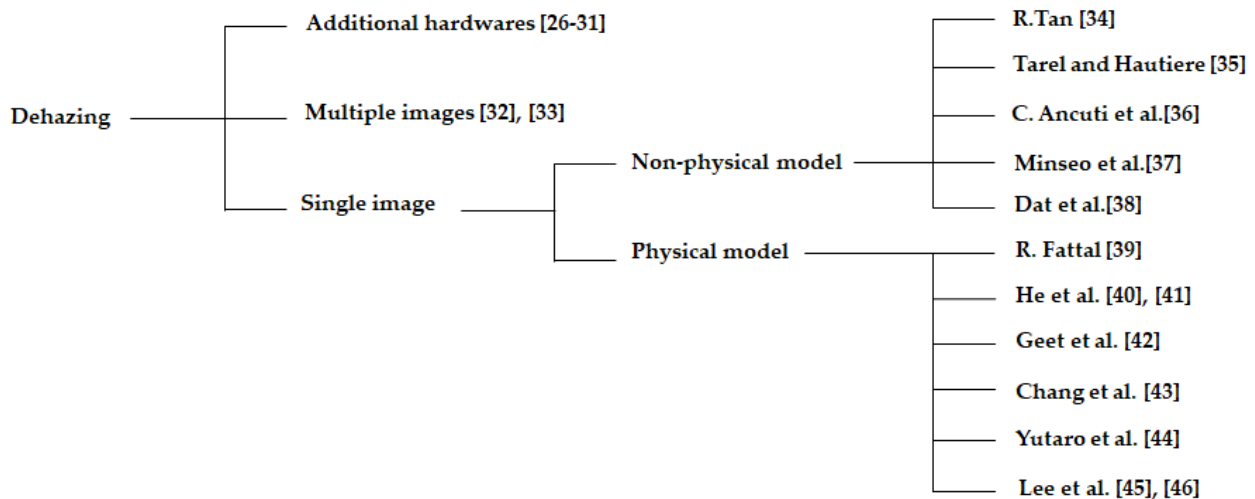 Dehazing
Additional hardwares [26-31]
Multiple images [32], [33]
Single image
Non-physical model
R.Tan [34]
Tarel and Hautiere [35]
C. Ancuti et al.[36]
Minseo et al.[37]
Dat et al.[38]
Physical model
R. Fattal [39]
He et al. [40], [41]
Geet et al. [42]
Chang et al. [43]
Yutaro et al. [44]
Lee et al. [45], [46]